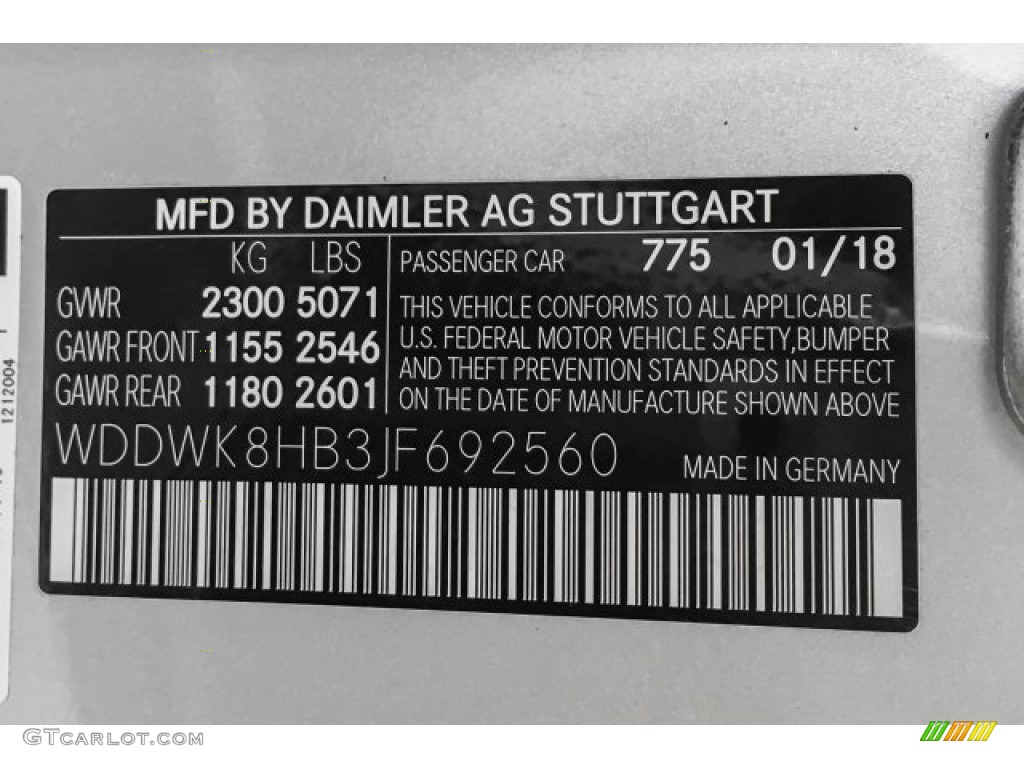 MFD BY DAIMLER AG STUTTGART
KG LBS
GVWR 2300 5071
GAWR FRONT 1155 2546
GAWR REAR 1180 2601
PASSENGER CAR 775 01/18
THIS VEHICLE CONFORMS TO ALL APPLICABLE
U.S. FEDERAL MOTOR VEHICLE SAFETY,BUMPER
AND THEFT PREVENTION STANDARDS IN EFFECT
ON THE DATE OF MANUFACTURE SHOWN ABOVE
WDDWK8HB3JF692560
MADE IN GERMANY
1212004
GTCARLOT.COM